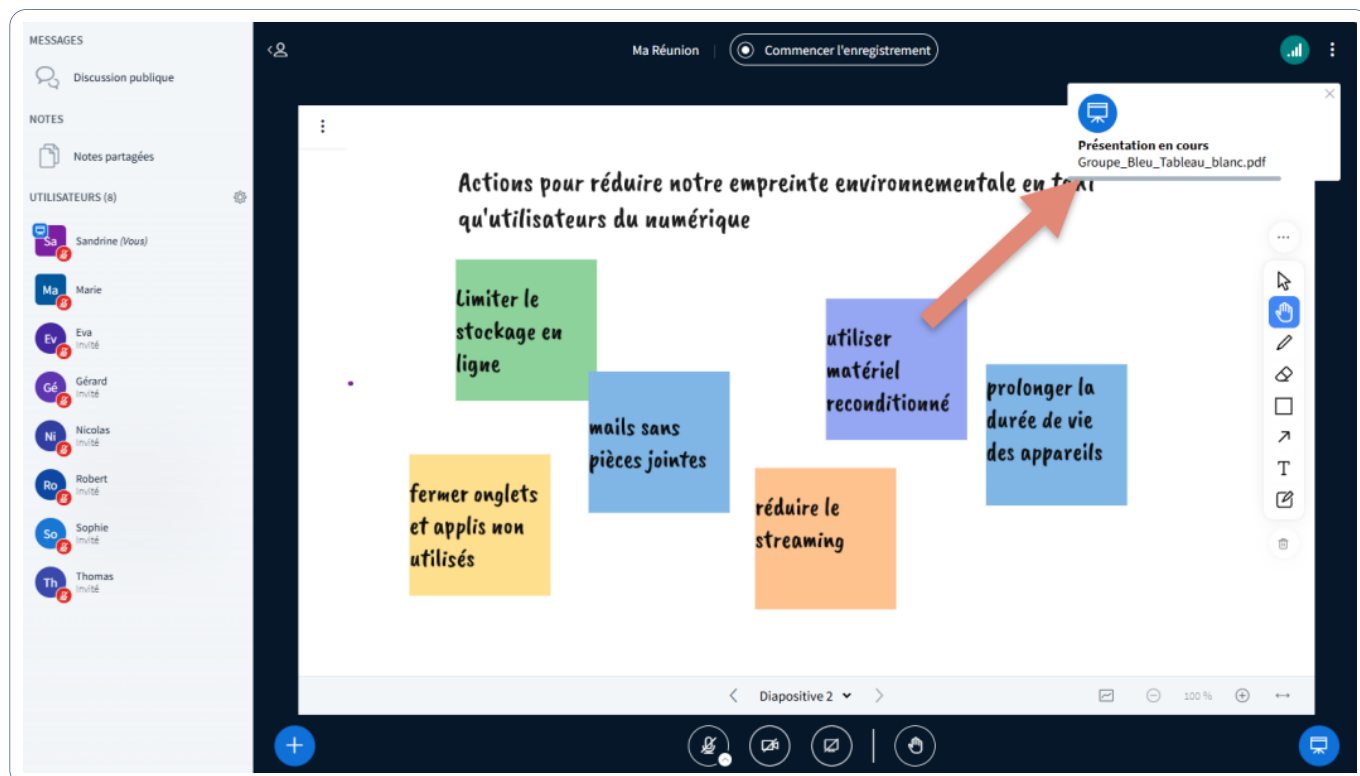 MESSAGES
Discussion publique
NOTES
Notes partagées
UTILISATEURS (8)
Sa
Sandrine (Vous)
Ma
Marie
Ev
Eva
Invité
Gé
Gérard
Invité
Ni
Nicolas
Invité
Ro
Robert
Invité
So
Sophie
Invité
Th
Thomas
Invité
Ma Réunion
Commencer l'enregistrement
Présentation en cours
Groupe_Bleu_Tableau_blanc.pdf
Actions pour réduire notre empreinte environnementale en tant
qu'utilisateurs du numérique
Limiter le
stockage en
ligne
mails sans
pièces jointes
utiliser
matériel
reconditionné
prolonger la
durée de vie
des appareils
fermer onglets
et applis non
utilisés
réduire le
streaming
T
Diapositive 2
100 %